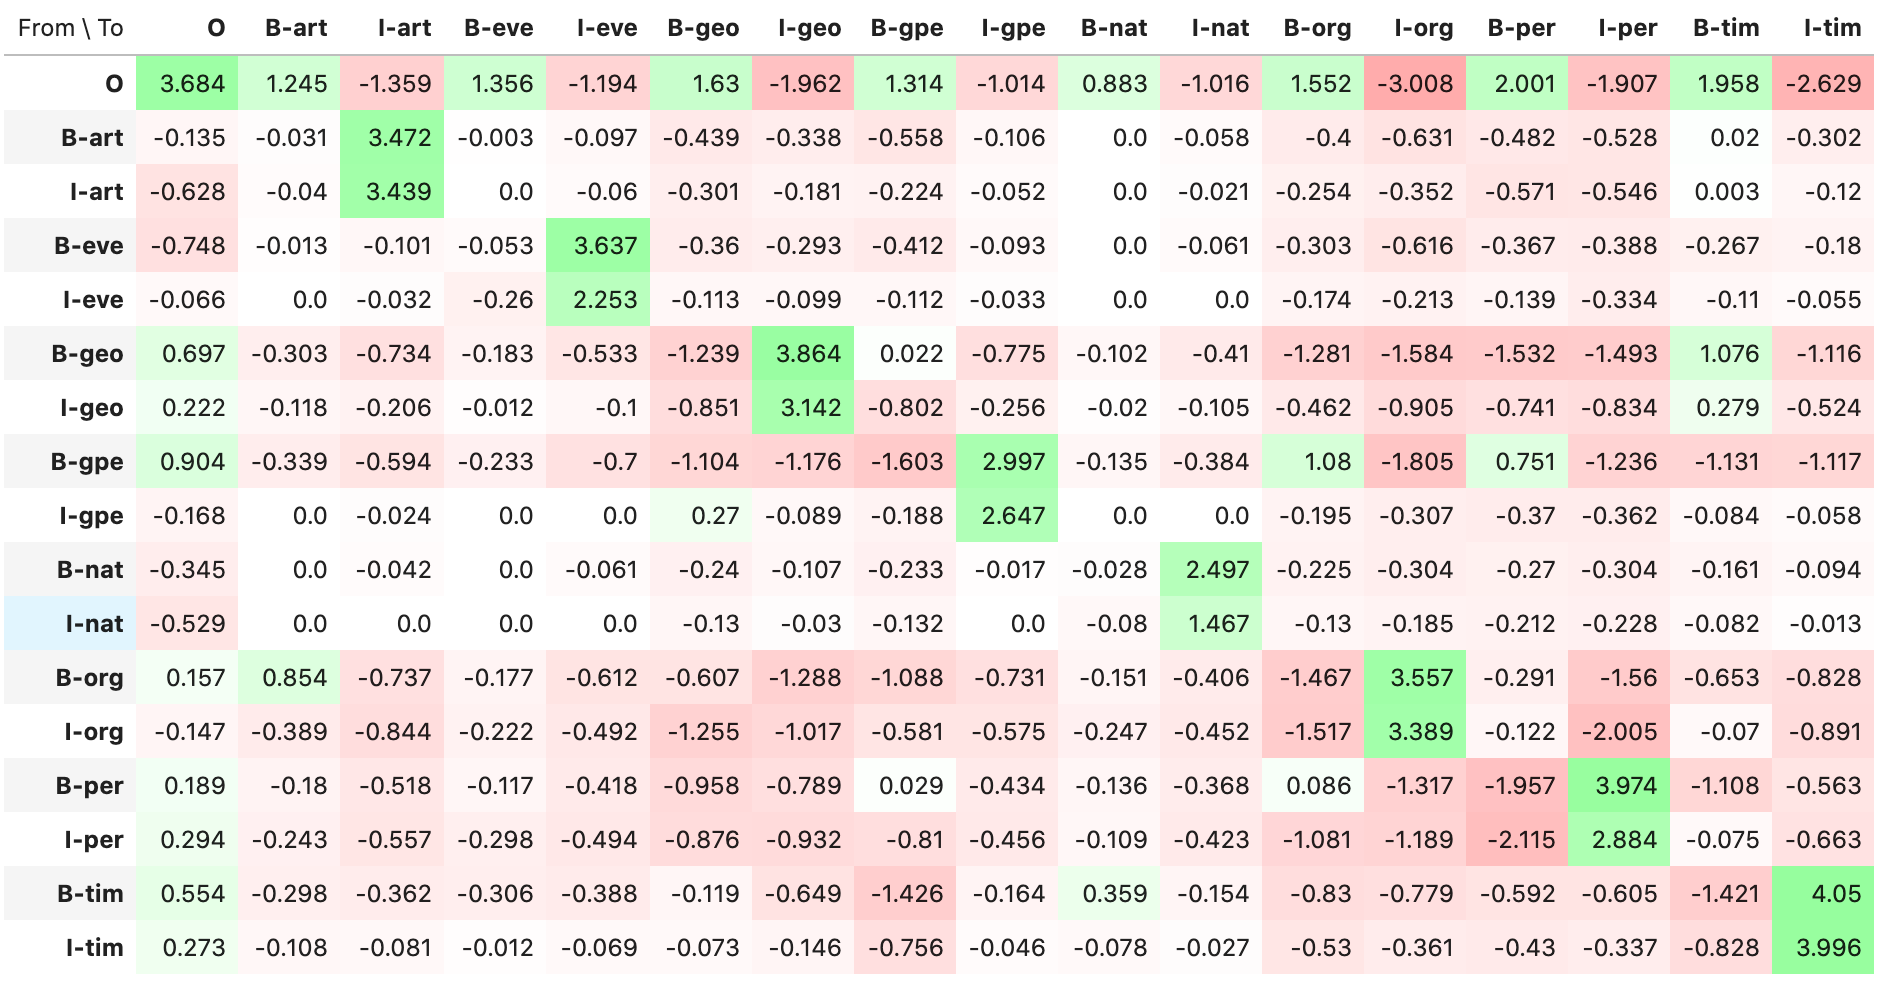 From \ To O B-art I-art B-eve I-eve B-geo I-geo B-gpe I-gpe B-nat I-nat B-org I-org B-per I-per B-tim I-tim
O 3.684 1.245 -1.359 1.356 -1.194 1.63 -1.962 1.314 -1.014 0.883 -1.016 1.552 -3.008 2.001 -1.907 1.958 -2.629
B-art -0.135 -0.031 3.472 -0.003 -0.097 -0.439 -0.338 -0.558 -0.106 0.0 -0.058 -0.4 -0.631 -0.482 -0.528 0.02 -0.302
I-art -0.628 -0.04 3.439 0.0 -0.06 -0.301 -0.181 -0.224 -0.052 0.0 -0.021 -0.254 -0.352 -0.571 -0.546 0.003 -0.12
B-eve -0.748 -0.013 -0.101 -0.053 3.637 -0.36 -0.293 -0.412 -0.093 0.0 -0.061 -0.303 -0.616 -0.367 -0.388 -0.267 -0.18
I-eve -0.066 0.0 -0.032 -0.26 2.253 -0.113 -0.099 -0.112 -0.033 0.0 0.0 -0.174 -0.213 -0.139 -0.334 -0.11 -0.055
B-geo 0.697 -0.303 -0.734 -0.183 -0.533 -1.239 3.864 0.022 -0.775 -0.102 -0.41 -1.281 -1.584 -1.532 -1.493 1.076 -1.116
I-geo 0.222 -0.118 -0.206 -0.012 -0.1 -0.851 3.142 -0.802 -0.256 -0.02 -0.105 -0.462 -0.905 -0.741 -0.834 0.279 -0.524
B-gpe 0.904 -0.339 -0.594 -0.233 -0.7 -1.104 -1.176 -1.603 2.997 -0.135 -0.384 1.08 -1.805 0.751 -1.236 -1.131 -1.117
I-gpe -0.168 0.0 -0.024 0.0 0.0 0.27 -0.089 -0.188 2.647 0.0 0.0 -0.195 -0.307 -0.37 -0.362 -0.084 -0.058
B-nat -0.345 0.0 -0.042 0.0 -0.061 -0.24 -0.107 -0.233 -0.017 -0.028 2.497 -0.225 -0.304 -0.27 -0.304 -0.161 -0.094
I-nat -0.529 0.0 0.0 0.0 0.0 -0.13 -0.03 -0.132 0.0 -0.08 1.467 -0.13 -0.185 -0.212 -0.228 -0.082 -0.013
B-org 0.157 0.854 -0.737 -0.177 -0.612 -0.607 -1.288 -1.088 -0.731 -0.151 -0.406 -1.467 3.557 -0.291 -1.56 -0.653 -0.828
I-org -0.147 -0.389 -0.844 -0.222 -0.492 -1.255 -1.017 -0.581 -0.575 -0.247 -0.452 -1.517 3.389 -0.122 -2.005 -0.07 -0.891
B-per 0.189 -0.18 -0.518 -0.117 -0.418 -0.958 -0.789 0.029 -0.434 -0.136 -0.368 0.086 -1.317 -1.957 3.974 -1.108 -0.563
I-per 0.294 -0.243 -0.557 -0.298 -0.494 -0.876 -0.932 -0.81 -0.456 -0.109 -0.423 -1.081 -1.189 -2.115 2.884 -0.075 -0.663
B-tim 0.554 -0.298 -0.362 -0.306 -0.388 -0.119 -0.649 -1.426 -0.164 0.359 -0.154 -0.83 -0.779 -0.592 -0.605 -1.421 4.05
I-tim 0.273 -0.108 -0.081 -0.012 -0.069 -0.073 -0.146 -0.756 -0.046 -0.078 -0.027 -0.53 -0.361 -0.43 -0.337 -0.828 3.996